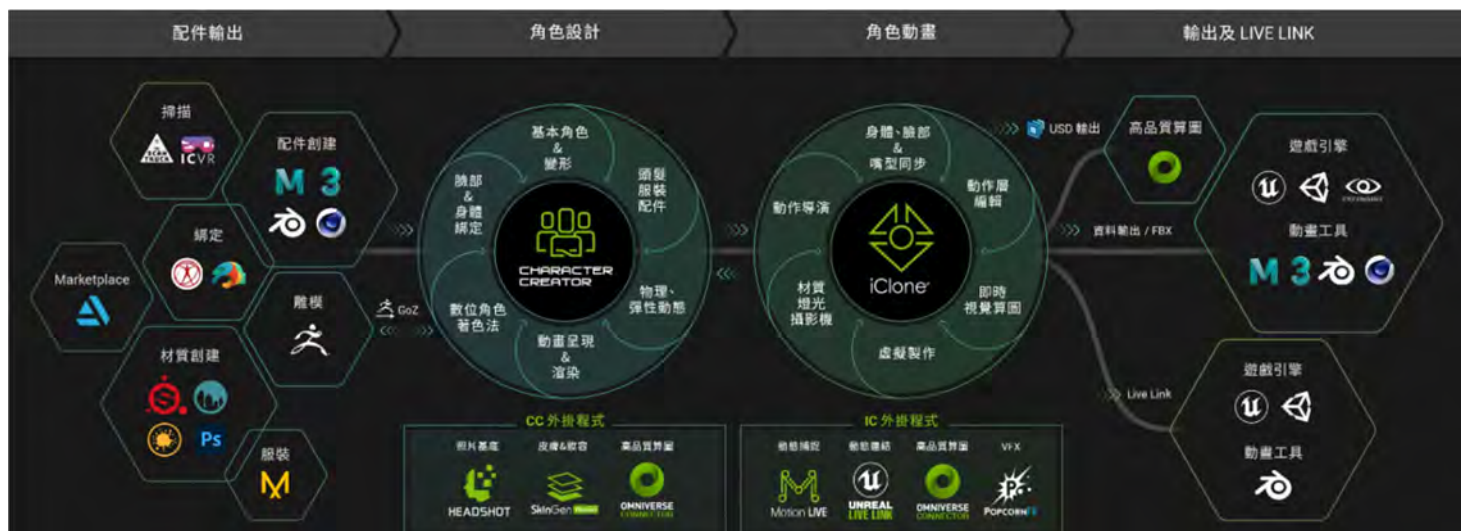 配件輸出
角色設計
角色動畫
輸出及 LIVE LINK
掃描
SCAN
TRUCK
ICVR
配件創建
M 3
綁定
Marketplace
雕模
材質創建
Ps
服裝
GoZ
基本角色
&
變形
頭髮
服裝
配件
物理、
彈性動態
動畫呈現
&
渲染
數位角色
著色法
臉部
&
身體
綁定
CHARACTER
CREATOR
CC 外掛程式
照片基底
HEADSHOT
皮膚&妝容
SkinGen
高品質算圖
OMNIVERSE
CONNECTOR
身體、臉部
&
嘴型同步
動作層
編輯
即時
視覺算圖
虛擬製作
材質
燈光
攝影機
動作導演
iClone
IC 外掛程式
動態捕捉
Motion LIVE
動態連結
UNREAL
LIVE LINK
高品質算圖
OMNIVERSE
CONNECTOR
VFX
POPCORNFX
USD 輸出
高品質算圖
資料輸出 / FBX
遊戲引擎
動畫工具
M 3
Live Link
遊戲引擎
動畫工具